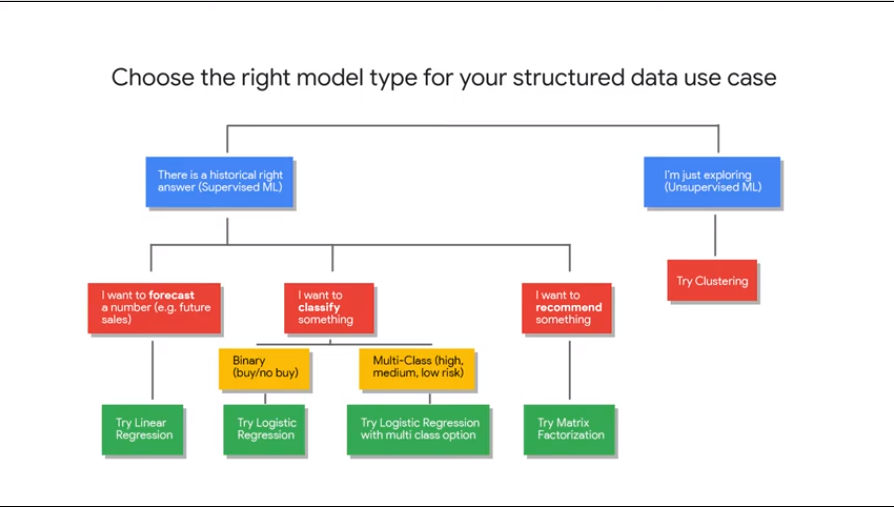 Choose the right model type for your structured data use case
There is a historical right
answer (Supervised ML)
I'm just exploring
(Unsupervised ML)
Try Clustering
I want to forecast
a number (e.g. future
sales)
I want to
classify
something
I want to
recommend
something
Binary
(buy/no buy)
Multi-Class (high,
medium, low risk)
Try Linear
Regression
Try Logistic
Regression
Try Logistic Regression
with multi class option
Try Matrix
Factorization